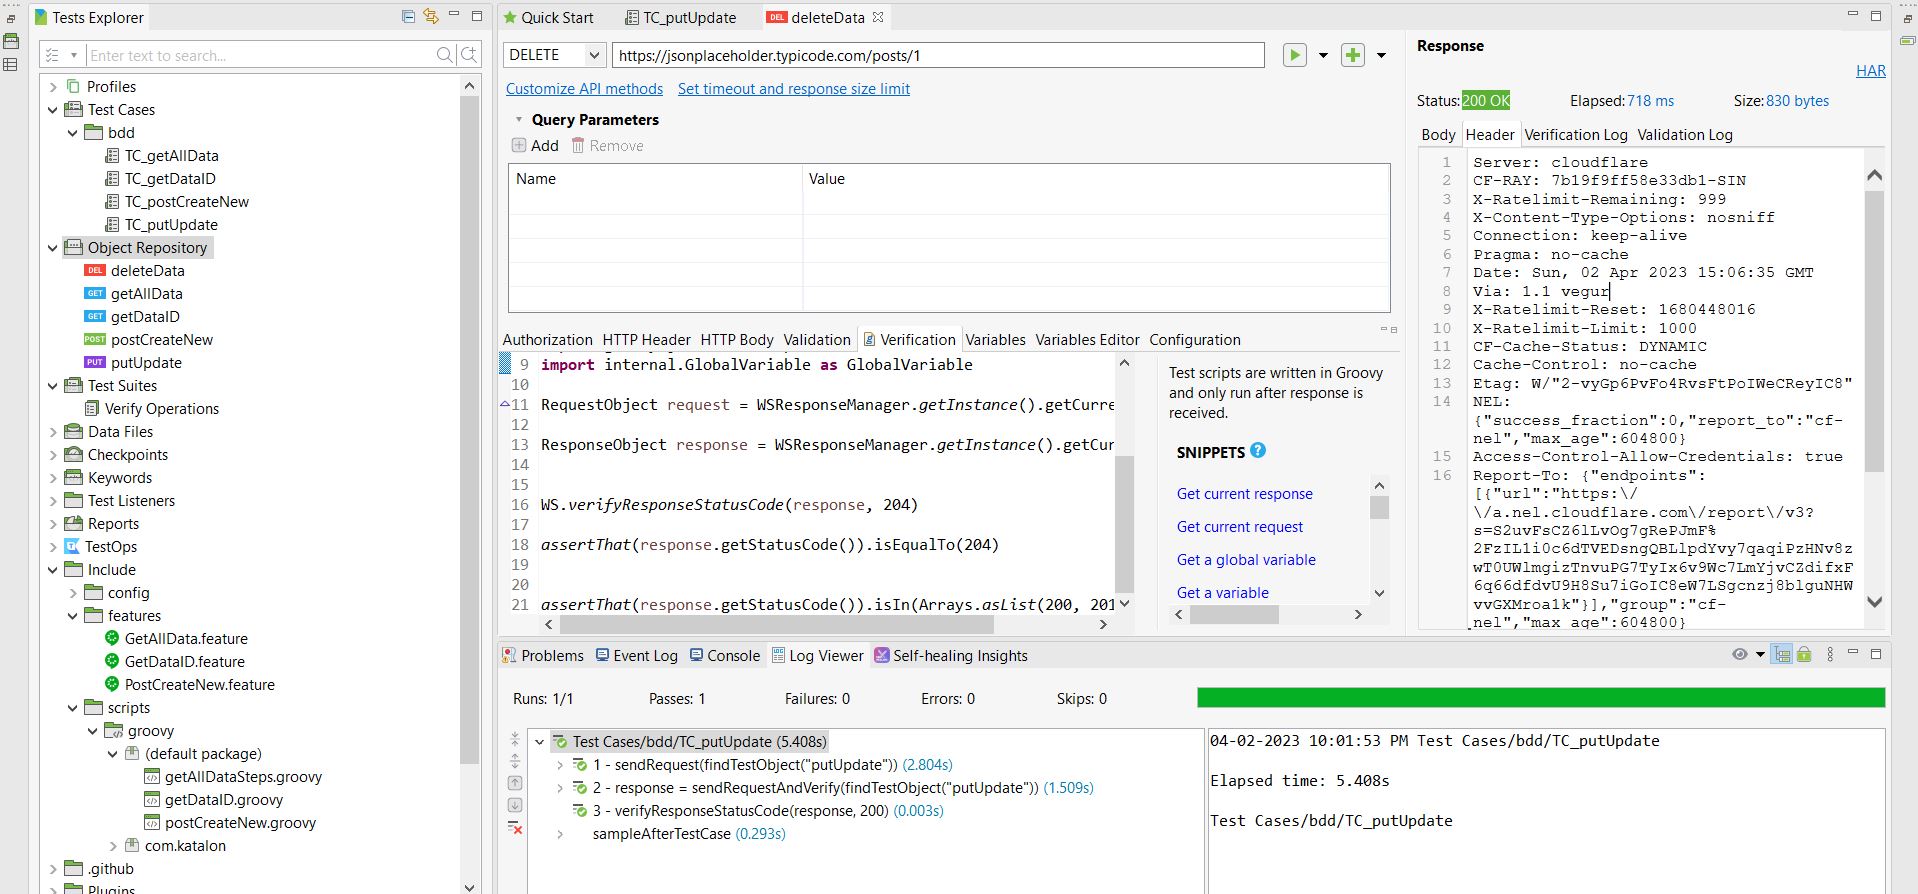 Tests Explorer
Enter text to search...
Profiles
Test Cases
bdd
TC_getAllData
TC_getDataID
TC_postCreateNew
TC_putUpdate
Object Repository
DEL deleteData
GET getAllData
GET getDataID
POST postCreateNew
PUT putUpdate
Test Suites
Verify Operations
Data Files
Checkpoints
Keywords
Test Listeners
Reports
TestOps
Include
config
features
GetAllData.feature
GetDataID.feature
PostCreateNew.feature
scripts
groovy
(default package)
getAllDataSteps.groovy
getDataID.groovy
postCreateNew.groovy
com.katalon
.github
Plugins
Quick Start TC_putUpdate DEL deleteData
DELETE https://jsonplaceholder.typicode.com/posts/1
Customize API methods Set timeout and response size limit
Query Parameters
Add Remove
Name Value
Authorization HTTP Header HTTP Body Validation Verification Variables Variables Editor Configuration
9 import internal.GlobalVariable as GlobalVariable
10
11 RequestObject request = WSResponseManager.getInstance().getCurre
12
13 ResponseObject response = WSResponseManager.getInstance().getCur
14
15
16 WS.verifyResponseStatusCode(response, 204)
17
18 assertThat(response.getStatusCode()).isEqualTo(204)
19
20
21 assertThat(response.getStatusCode()).isIn(Arrays.asList(200, 201
Test scripts are written in Groovy
and only run after response is
received.
SNIPPETS ?
Get current response
Get current request
Get a global variable
Get a variable
Response
HAR
Status: 200 OK Elapsed: 718 ms Size: 830 bytes
Body Header Verification Log Validation Log
1 Server: cloudflare
2 CF-RAY: 7b19f9ff58e33db1-SIN
3 X-Ratelimit-Remaining: 999
4 X-Content-Type-Options: nosniff
5 Connection: keep-alive
6 Pragma: no-cache
7 Date: Sun, 02 Apr 2023 15:06:35 GMT
8 Via: 1.1 vegur
9 X-Ratelimit-Reset: 1680448016
10 X-Ratelimit-Limit: 1000
11 CF-Cache-Status: DYNAMIC
12 Cache-Control: no-cache
13 Etag: W/"2-vyGp6PvFo4RvsFtPoIWeCReyIC8"
14 NEL:
{"success_fraction":0,"report_to":"cf-
nel","max_age":604800}
15 Access-Control-Allow-Credentials: true
16 Report-To: {"endpoints":
[{"url":"https:\/
\/a.nel.cloudflare.com\/report\/v3?
s=S2uvFsCZ6lLvOg7gRePJmF%
2FzIL1i0c6dTVEDsngQBLlpdYvy7qaqiPzHNv8z
wT0UWlmgizTnvuPG7TyIx6v9Wc7LmYjvCZdifxF
6q66dfdvU9H8Su7iGoIC8eW7LSgcnzj8blguNHW
vvGXMroa1k"}],"group":"cf-
nel","max_age":604800}
Problems Event Log Console Log Viewer Self-healing Insights
Runs: 1/1 Passes: 1 Failures: 0 Errors: 0 Skips: 0
Test Cases/bdd/TC_putUpdate (5.408s)
1 - sendRequest(findTestObject("putUpdate")) (2.804s)
2 - response = sendRequestAndVerify(findTestObject("putUpdate")) (1.509s)
3 - verifyResponseStatusCode(response, 200) (0.003s)
sampleAfterTestCase (0.293s)
04-02-2023 10:01:53 PM Test Cases/bdd/TC_putUpdate
Elapsed time: 5.408s
Test Cases/bdd/TC_putUpdate